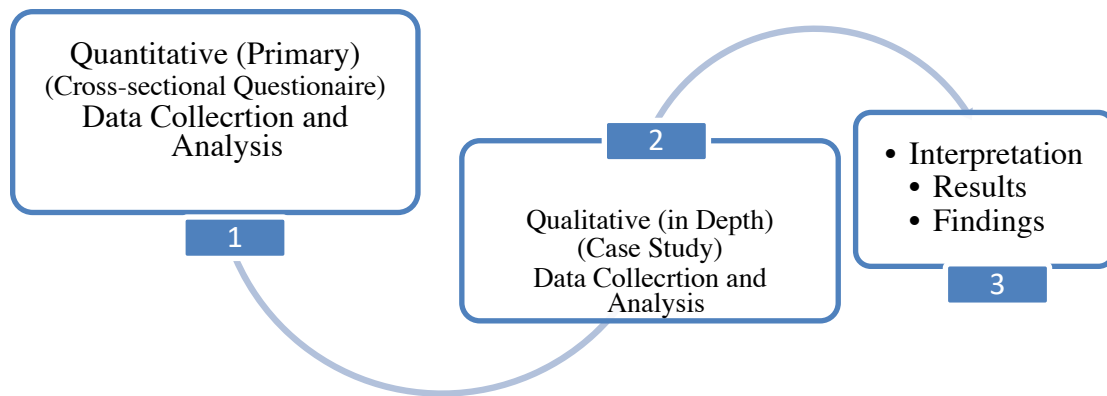 Quantitative (Primary)
(Cross-sectional Questionaire)
Data Collecrtion and
Analysis
1
2
Qualitative (in Depth)
(Case Study)
Data Collecrtion and
Analysis
• Interpretation
• Results
• Findings
3